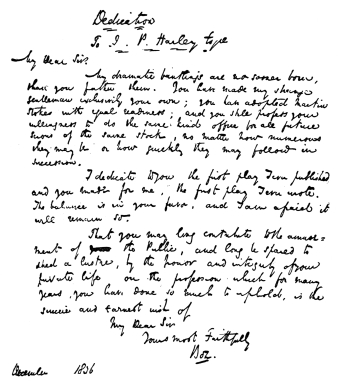 Dedication
To J. P. Harley Esqre
My Dear Sir
My dramatic bantlings are no sooner born,
than you father them. You have made my Strange
Gentleman exclusively your own; you have adopted Martin
Stokes with equal readiness; and you still profess your
willingness to do the same kind office for all future
scions of the same stock, no matter how numerous
they may be or how quickly they may follow in
succession.
I dedicate to you the first play I ever published
and you made for me, the first play I ever wrote.
The balance is in your favor, and I am afraid it
will remain so.
That you may long contribute to the amuse-
ment of the Public, and long be spared to
shed a lustre, by the honor and integrity of your
private life on the profession which for many
years, you have done so much to uphold, is the
sincere and earnest wish of
My Dear Sir
Yours most Faithfully
Boz.
December 1836